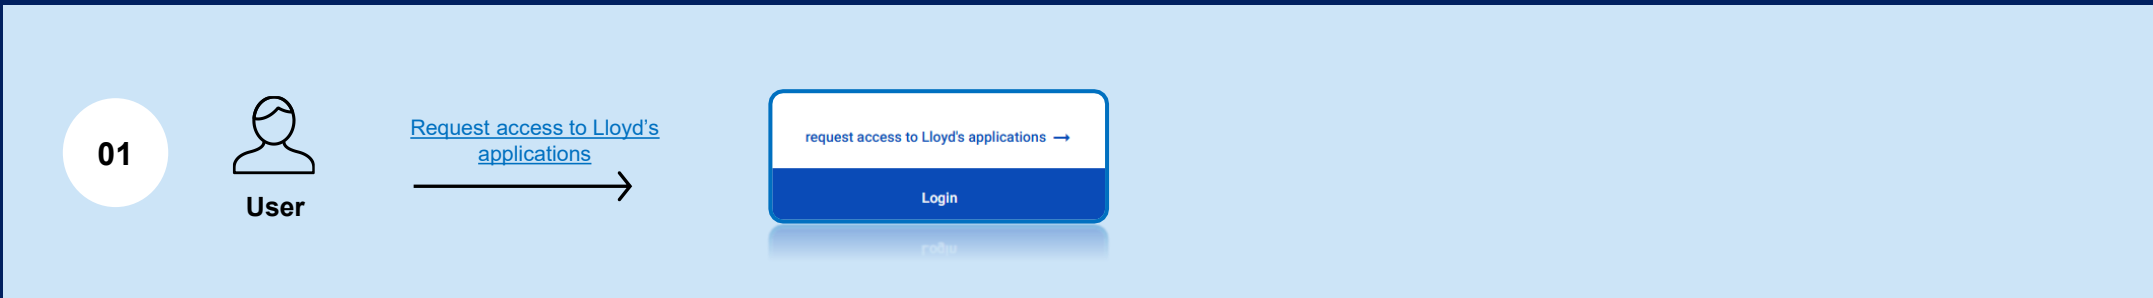 01
User
Request access to Lloyd's
applications
request access to Lloyd's applications →
Login